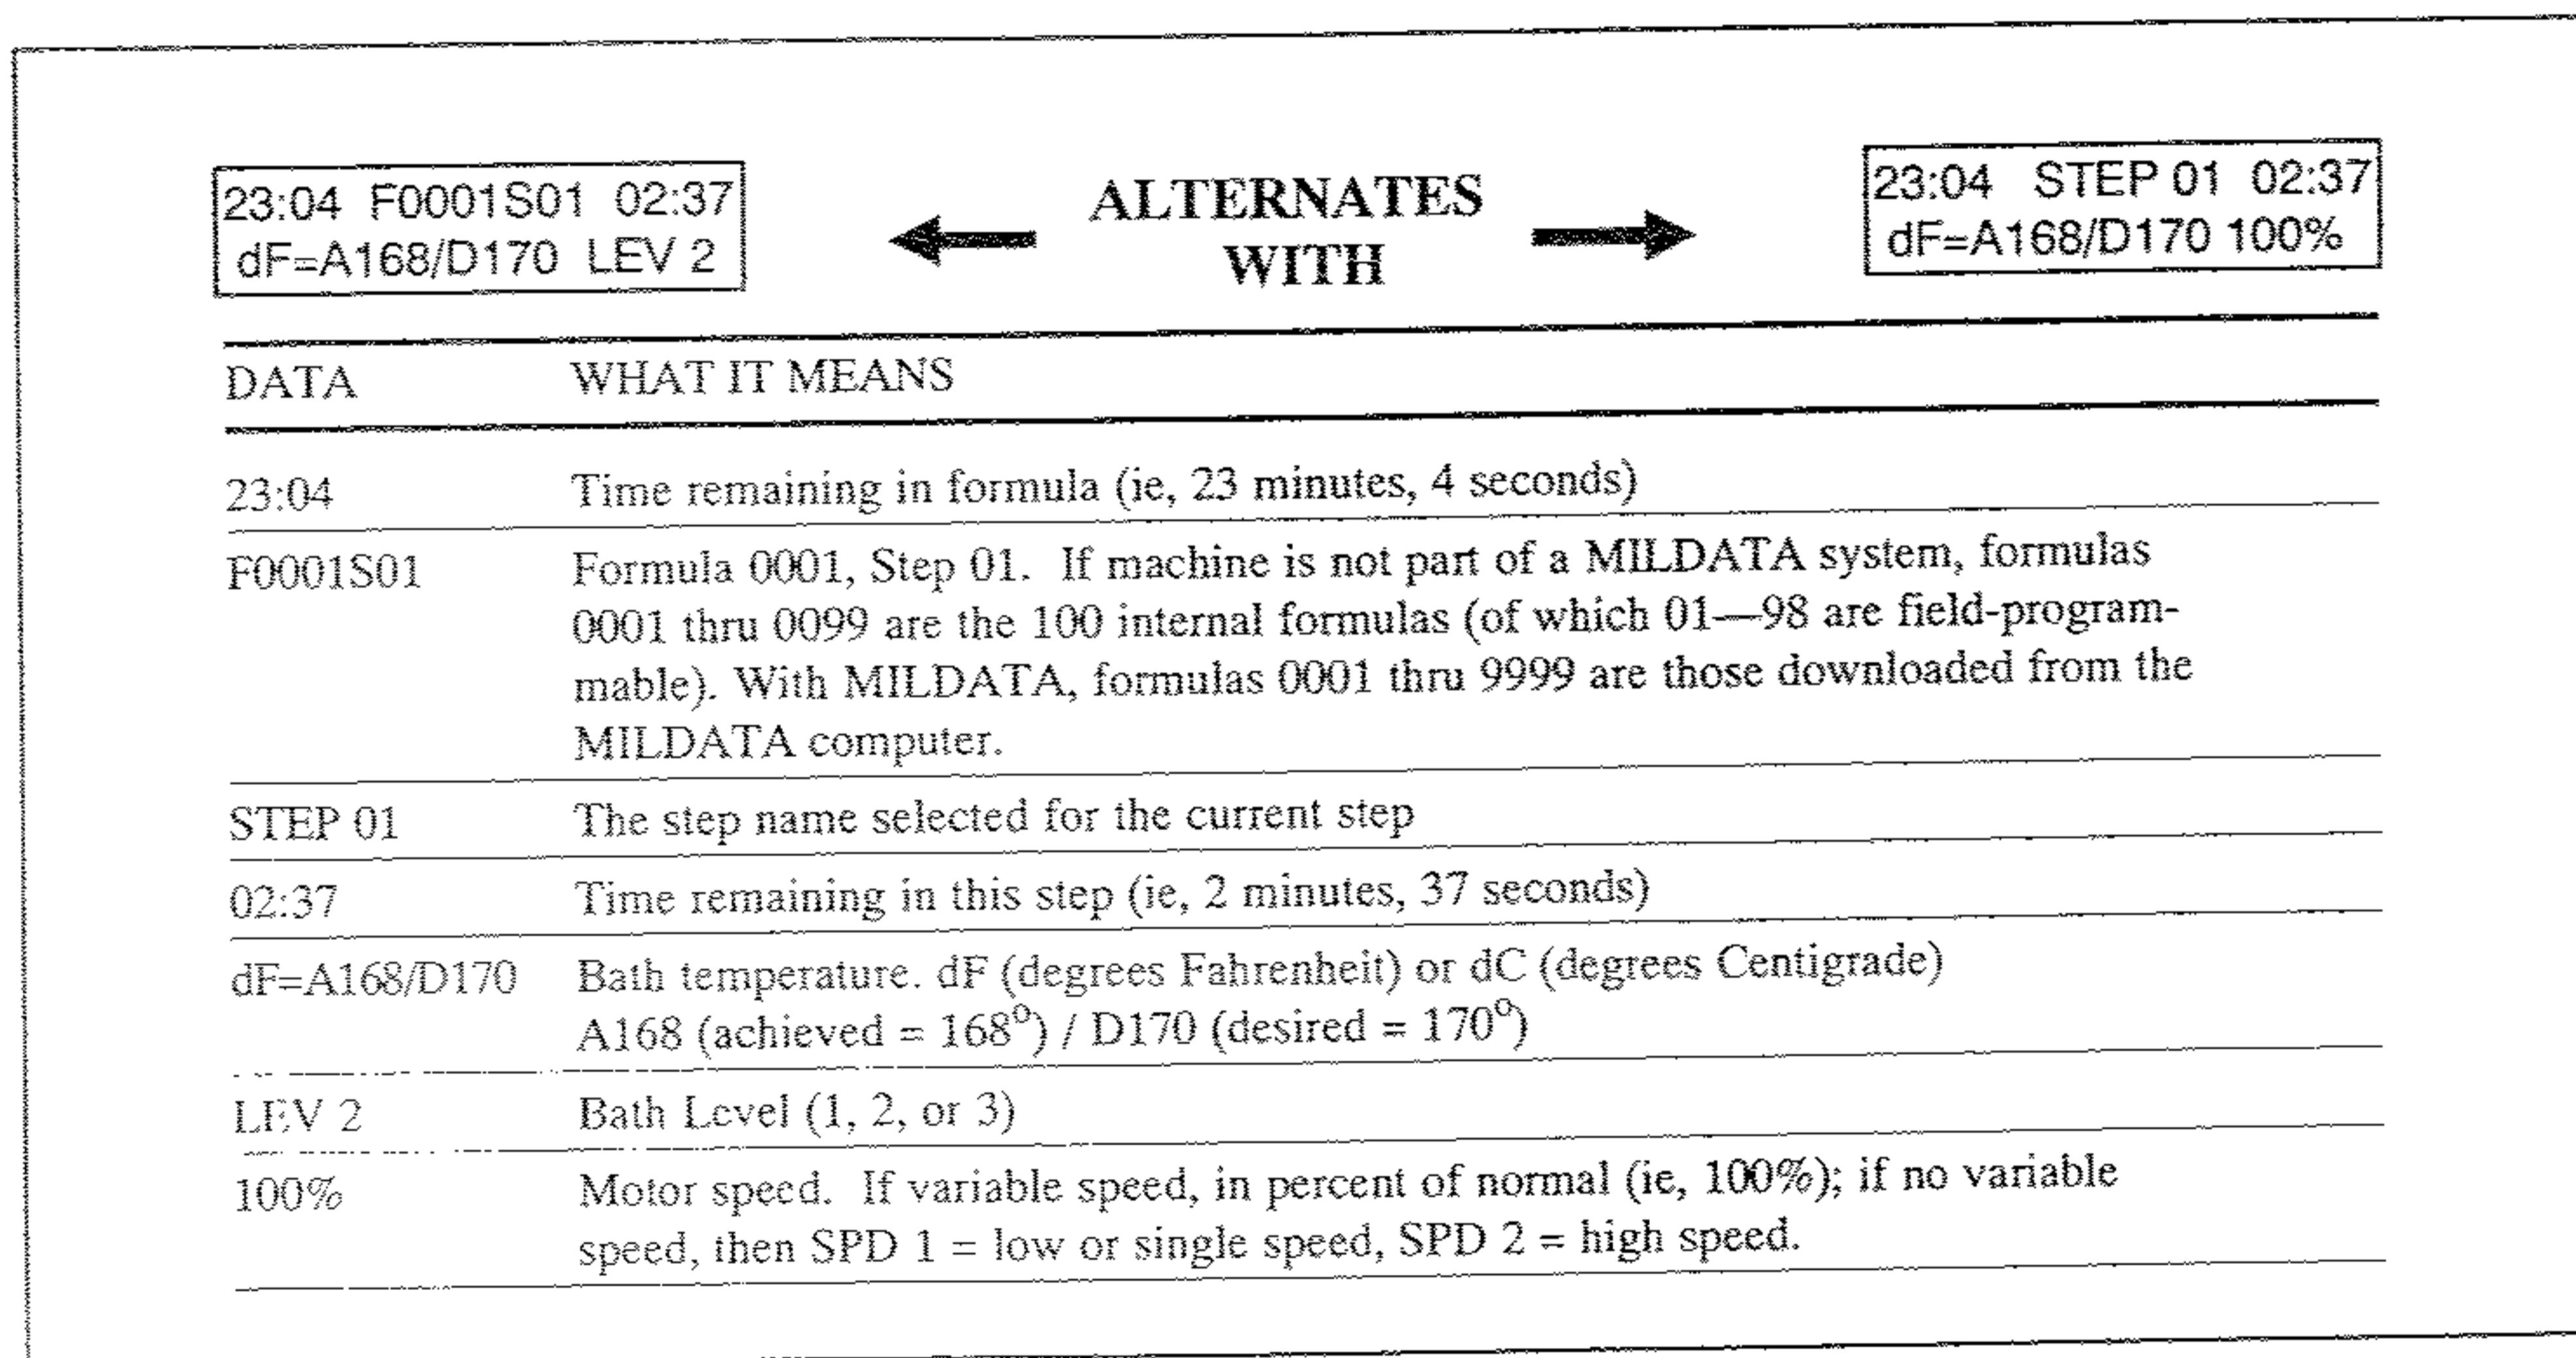 23:04 F0001S01 02:37
dF=A168/D170 LEV 2
ALTERNATES
WITH
23:04 STEP 01 02:37
dF=A168/D170 100%
DATA WHAT IT MEANS
23:04 Time remaining in formula (ie, 23 minutes, 4 seconds)
F0001S01 Formula 0001, Step 01. If machine is not part of a MILDATA system, formulas
0001 thru 0099 are the 100 internal formulas (of which 01—98 are field-program-
mable). With MILDATA, formulas 0001 thru 9999 are those downloaded from the
MILDATA computer.
STEP 01 The step name selected for the current step
02:37 Time remaining in this step (ie, 2 minutes, 37 seconds)
dF=A168/D170 Bath temperature. dF (degrees Fahrenheit) or dC (degrees Centigrade)
A168 (achieved = 168º) / D170 (desired = 170º)
LEV 2 Bath Level (1, 2, or 3)
100% Motor speed. If variable speed, in percent of normal (ie, 100%); if no variable
speed, then SPD 1 = low or single speed, SPD 2 = high speed.